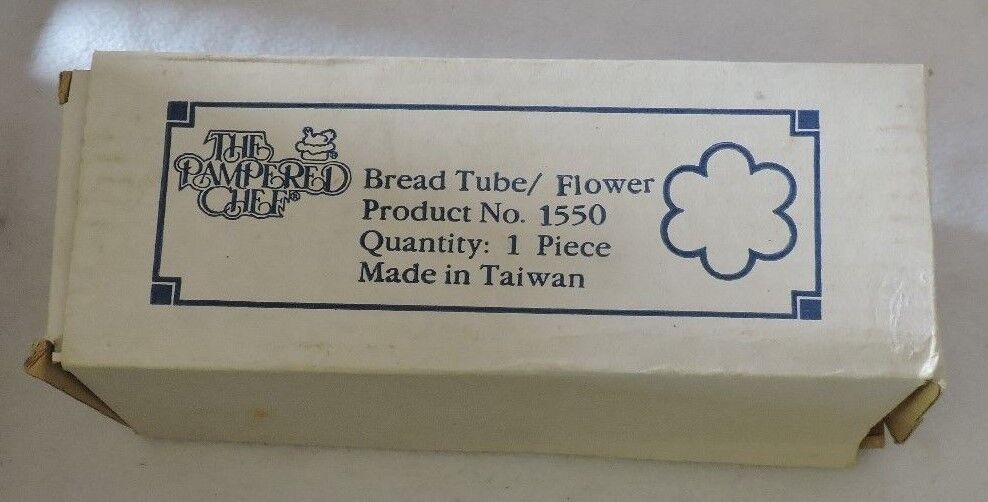 THE
PAMPERED
CHEF®
Bread Tube/ Flower
Product No. 1550
Quantity: 1 Piece
Made in Taiwan